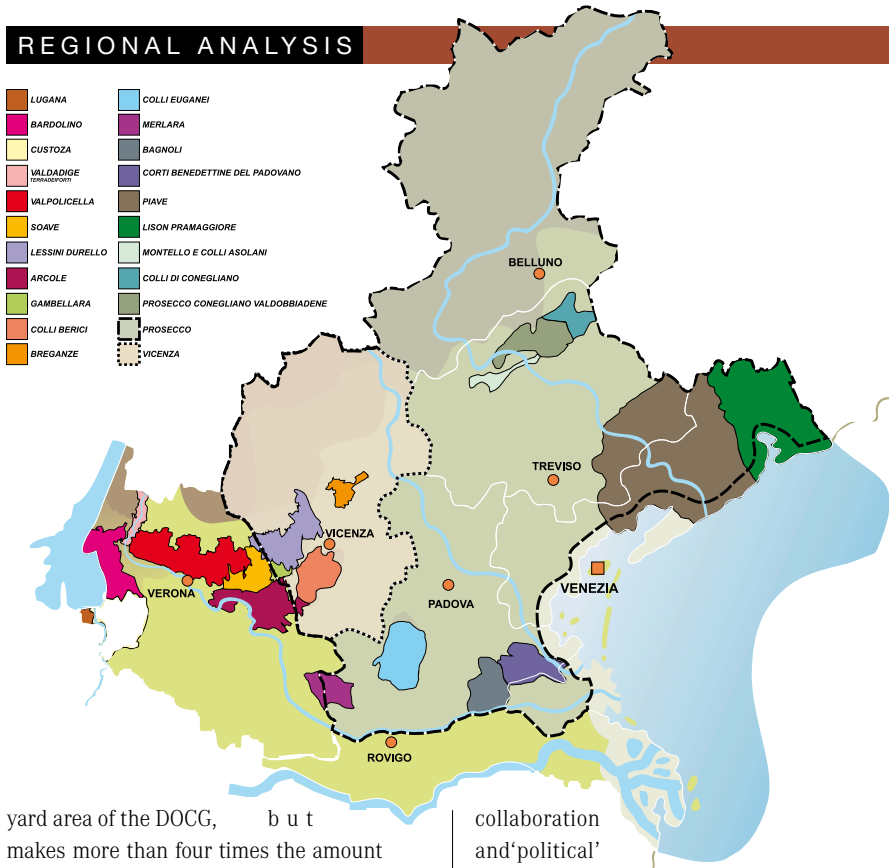 REGIONAL ANALYSIS
LUGANA
BARDOLINO
CUSTOZA
VALDADIGE
TERRADEIFORTI
VALPOLICELLA
SOAVE
LESSINI DURELLO
ARCOLE
GAMBELLARA
COLLI BERICI
BREGANZE
COLLI EUGANEI
MERLARA
BAGNOLI
CORTI BENEDETTINE DEL PADOVANO
PIAVE
LISON PRAMAGGIORE
MONTELLO E COLLI ASOLANI
COLLI DI CONEGLIANO
PROSECCO CONEGLIANO VALDOBBIADENE
PROSECCO
VICENZA
BELLUNO
TREVISO
VICENZA
VERONA
PADOVA
VENEZIA
ROVIGO
yard area of the DOCG, but
makes more than four times the amount
collaboration
and‘political’